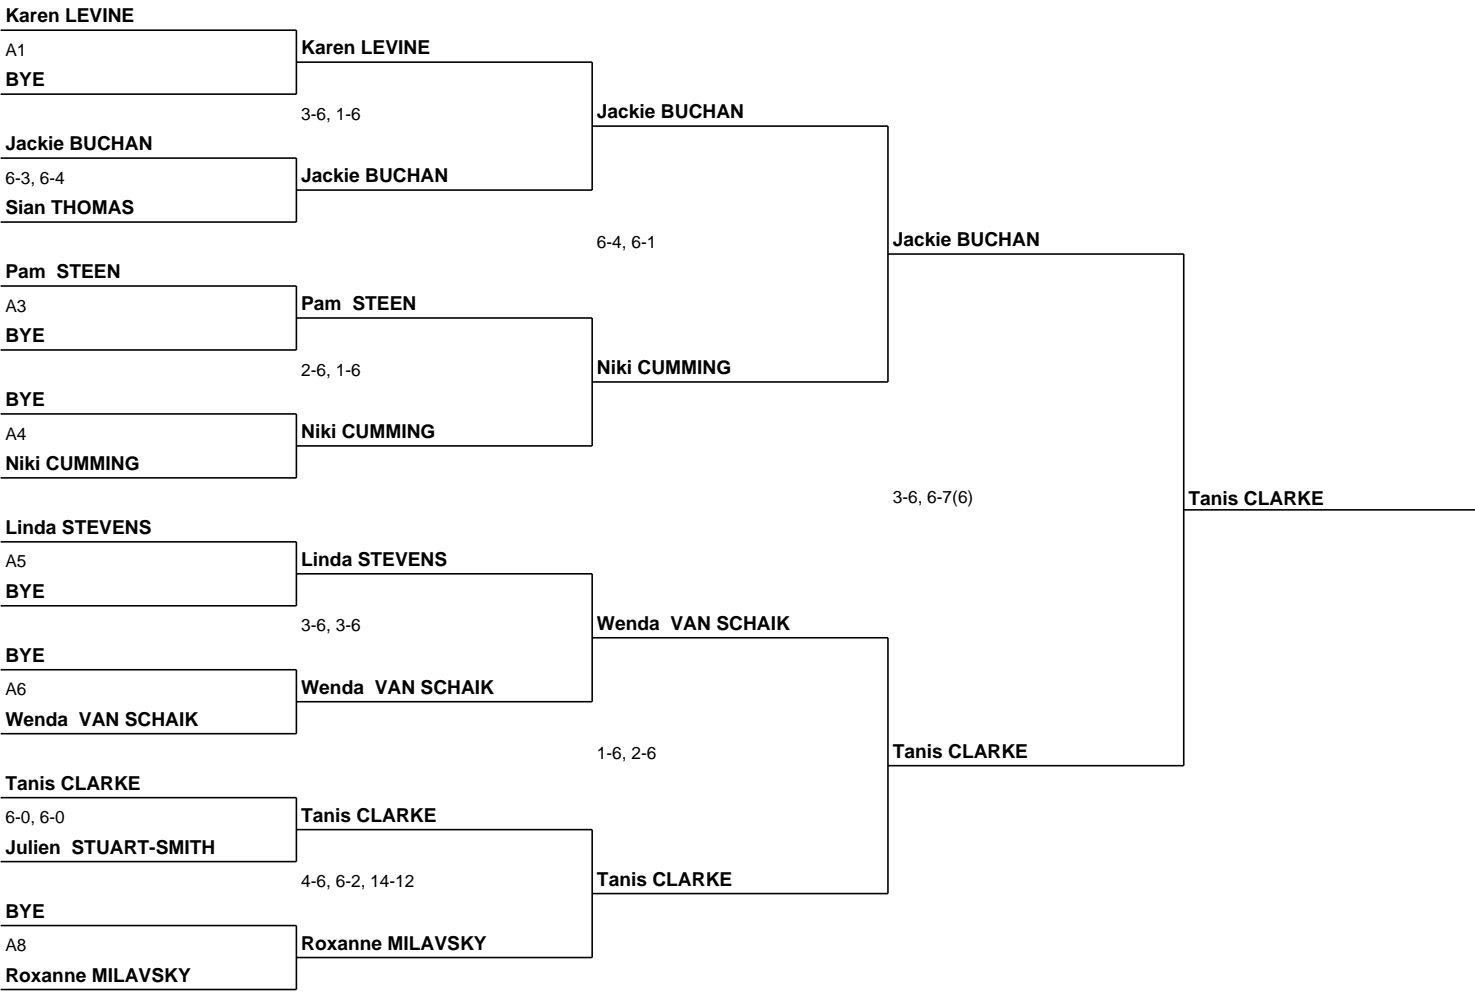 Karen LEVINE
A1
BYE
Jackie BUCHAN
6-3, 6-4
Sian THOMAS
Pam  STEEN
A3
BYE
BYE
A4
Niki CUMMING
Linda STEVENS
A5
BYE
BYE
A6
Wenda  VAN SCHAIK
Tanis CLARKE
6-0, 6-0
Julien  STUART-SMITH
BYE
A8
Roxanne MILAVSKY
Karen LEVINE
3-6, 1-6
Jackie BUCHAN
Pam  STEEN
2-6, 1-6
Niki CUMMING
Linda STEVENS
3-6, 3-6
Wenda  VAN SCHAIK
Tanis CLARKE
4-6, 6-2, 14-12
Roxanne MILAVSKY
Jackie BUCHAN
6-4, 6-1
Niki CUMMING
Wenda  VAN SCHAIK
1-6, 2-6
Tanis CLARKE
Jackie BUCHAN
3-6, 6-7(6)
Tanis CLARKE
Tanis CLARKE